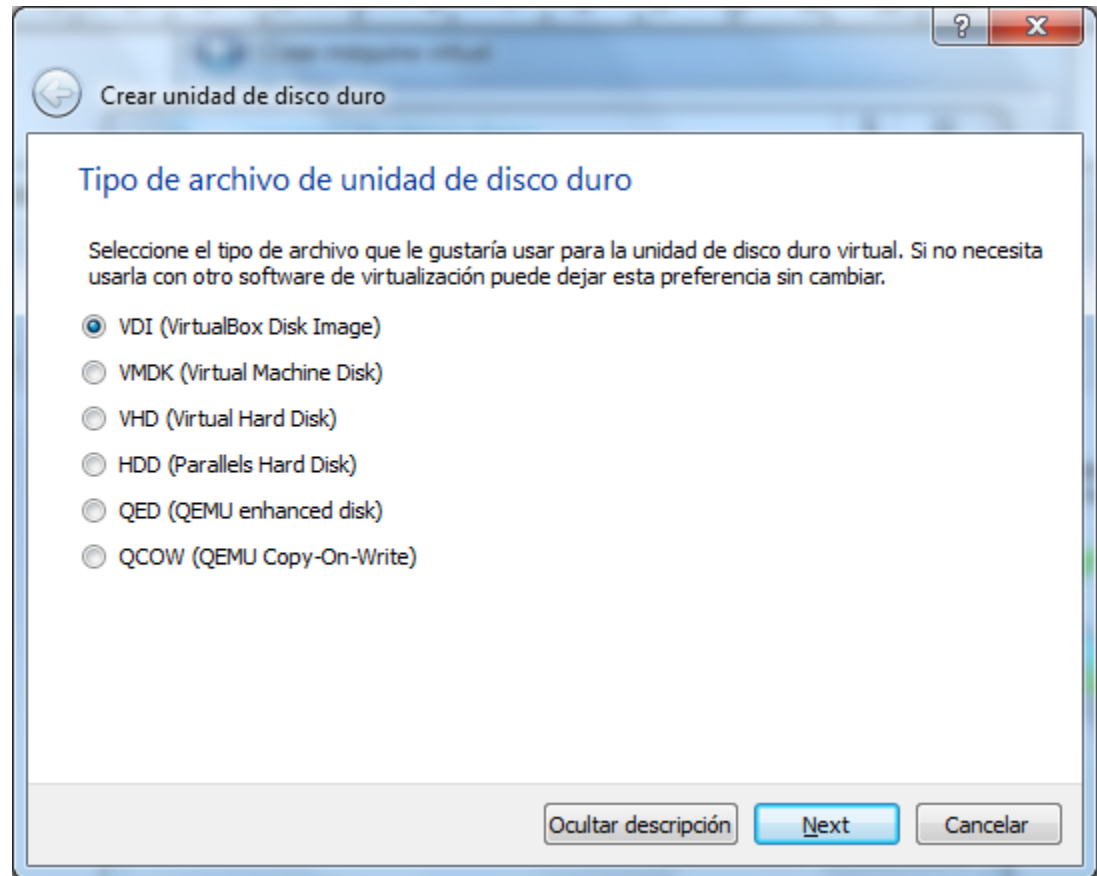 Crear máquina virtual
Crear unidad de disco duro
Tipo de archivo de unidad de disco duro
Seleccione el tipo de archivo que le gustaría usar para la unidad de disco duro virtual. Si no necesita
usarla con otro software de virtualización puede dejar esta preferencia sin cambiar.
VDI (VirtualBox Disk Image)
VMDK (Virtual Machine Disk)
VHD (Virtual Hard Disk)
HDD (Parallels Hard Disk)
QED (QEMU enhanced disk)
QCOW (QEMU Copy-On-Write)
Ocultar descripción Next Cancelar